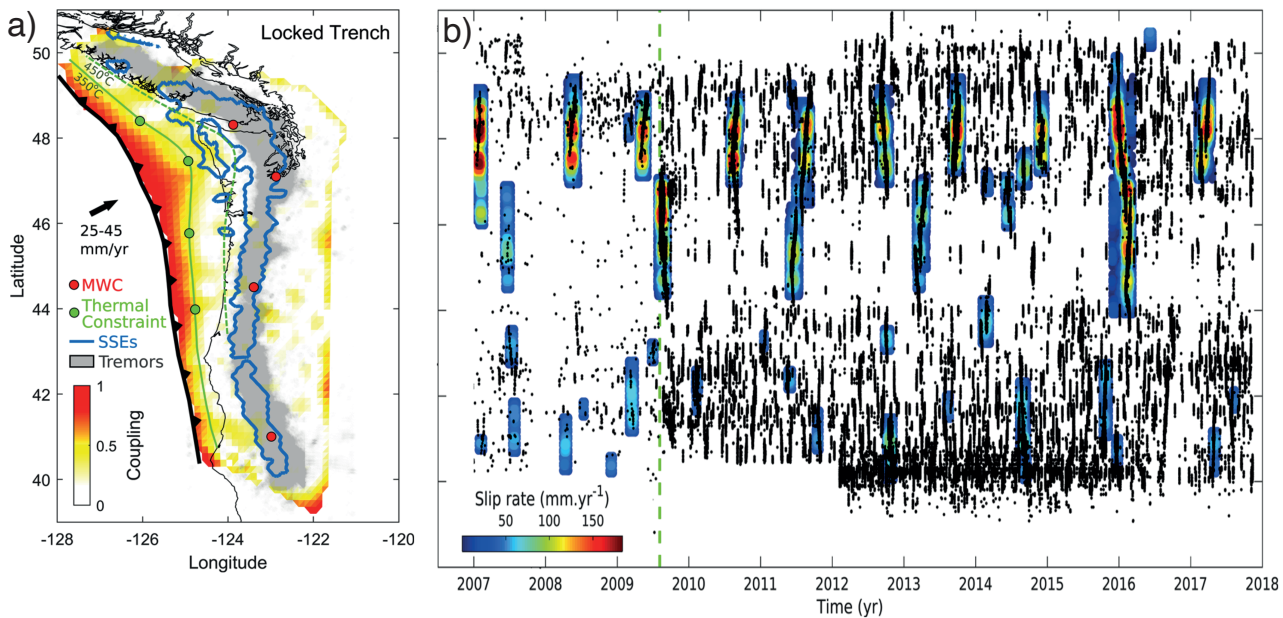 a)
Locked Trench
450°C
350°C
25-45
mm/yr
MWC
Thermal
Constraint
SSEs
Tremors
1
0.5
0
Coupling
Latitude
50
48
46
44
42
40
-128
-126
-124
-122
-120
Longitude
b)
Slip rate (mm.yr⁻¹)
50
100
150
2007
2008
2009
2010
2011
2012
2013
2014
2015
2016
2017
2018
Time (yr)